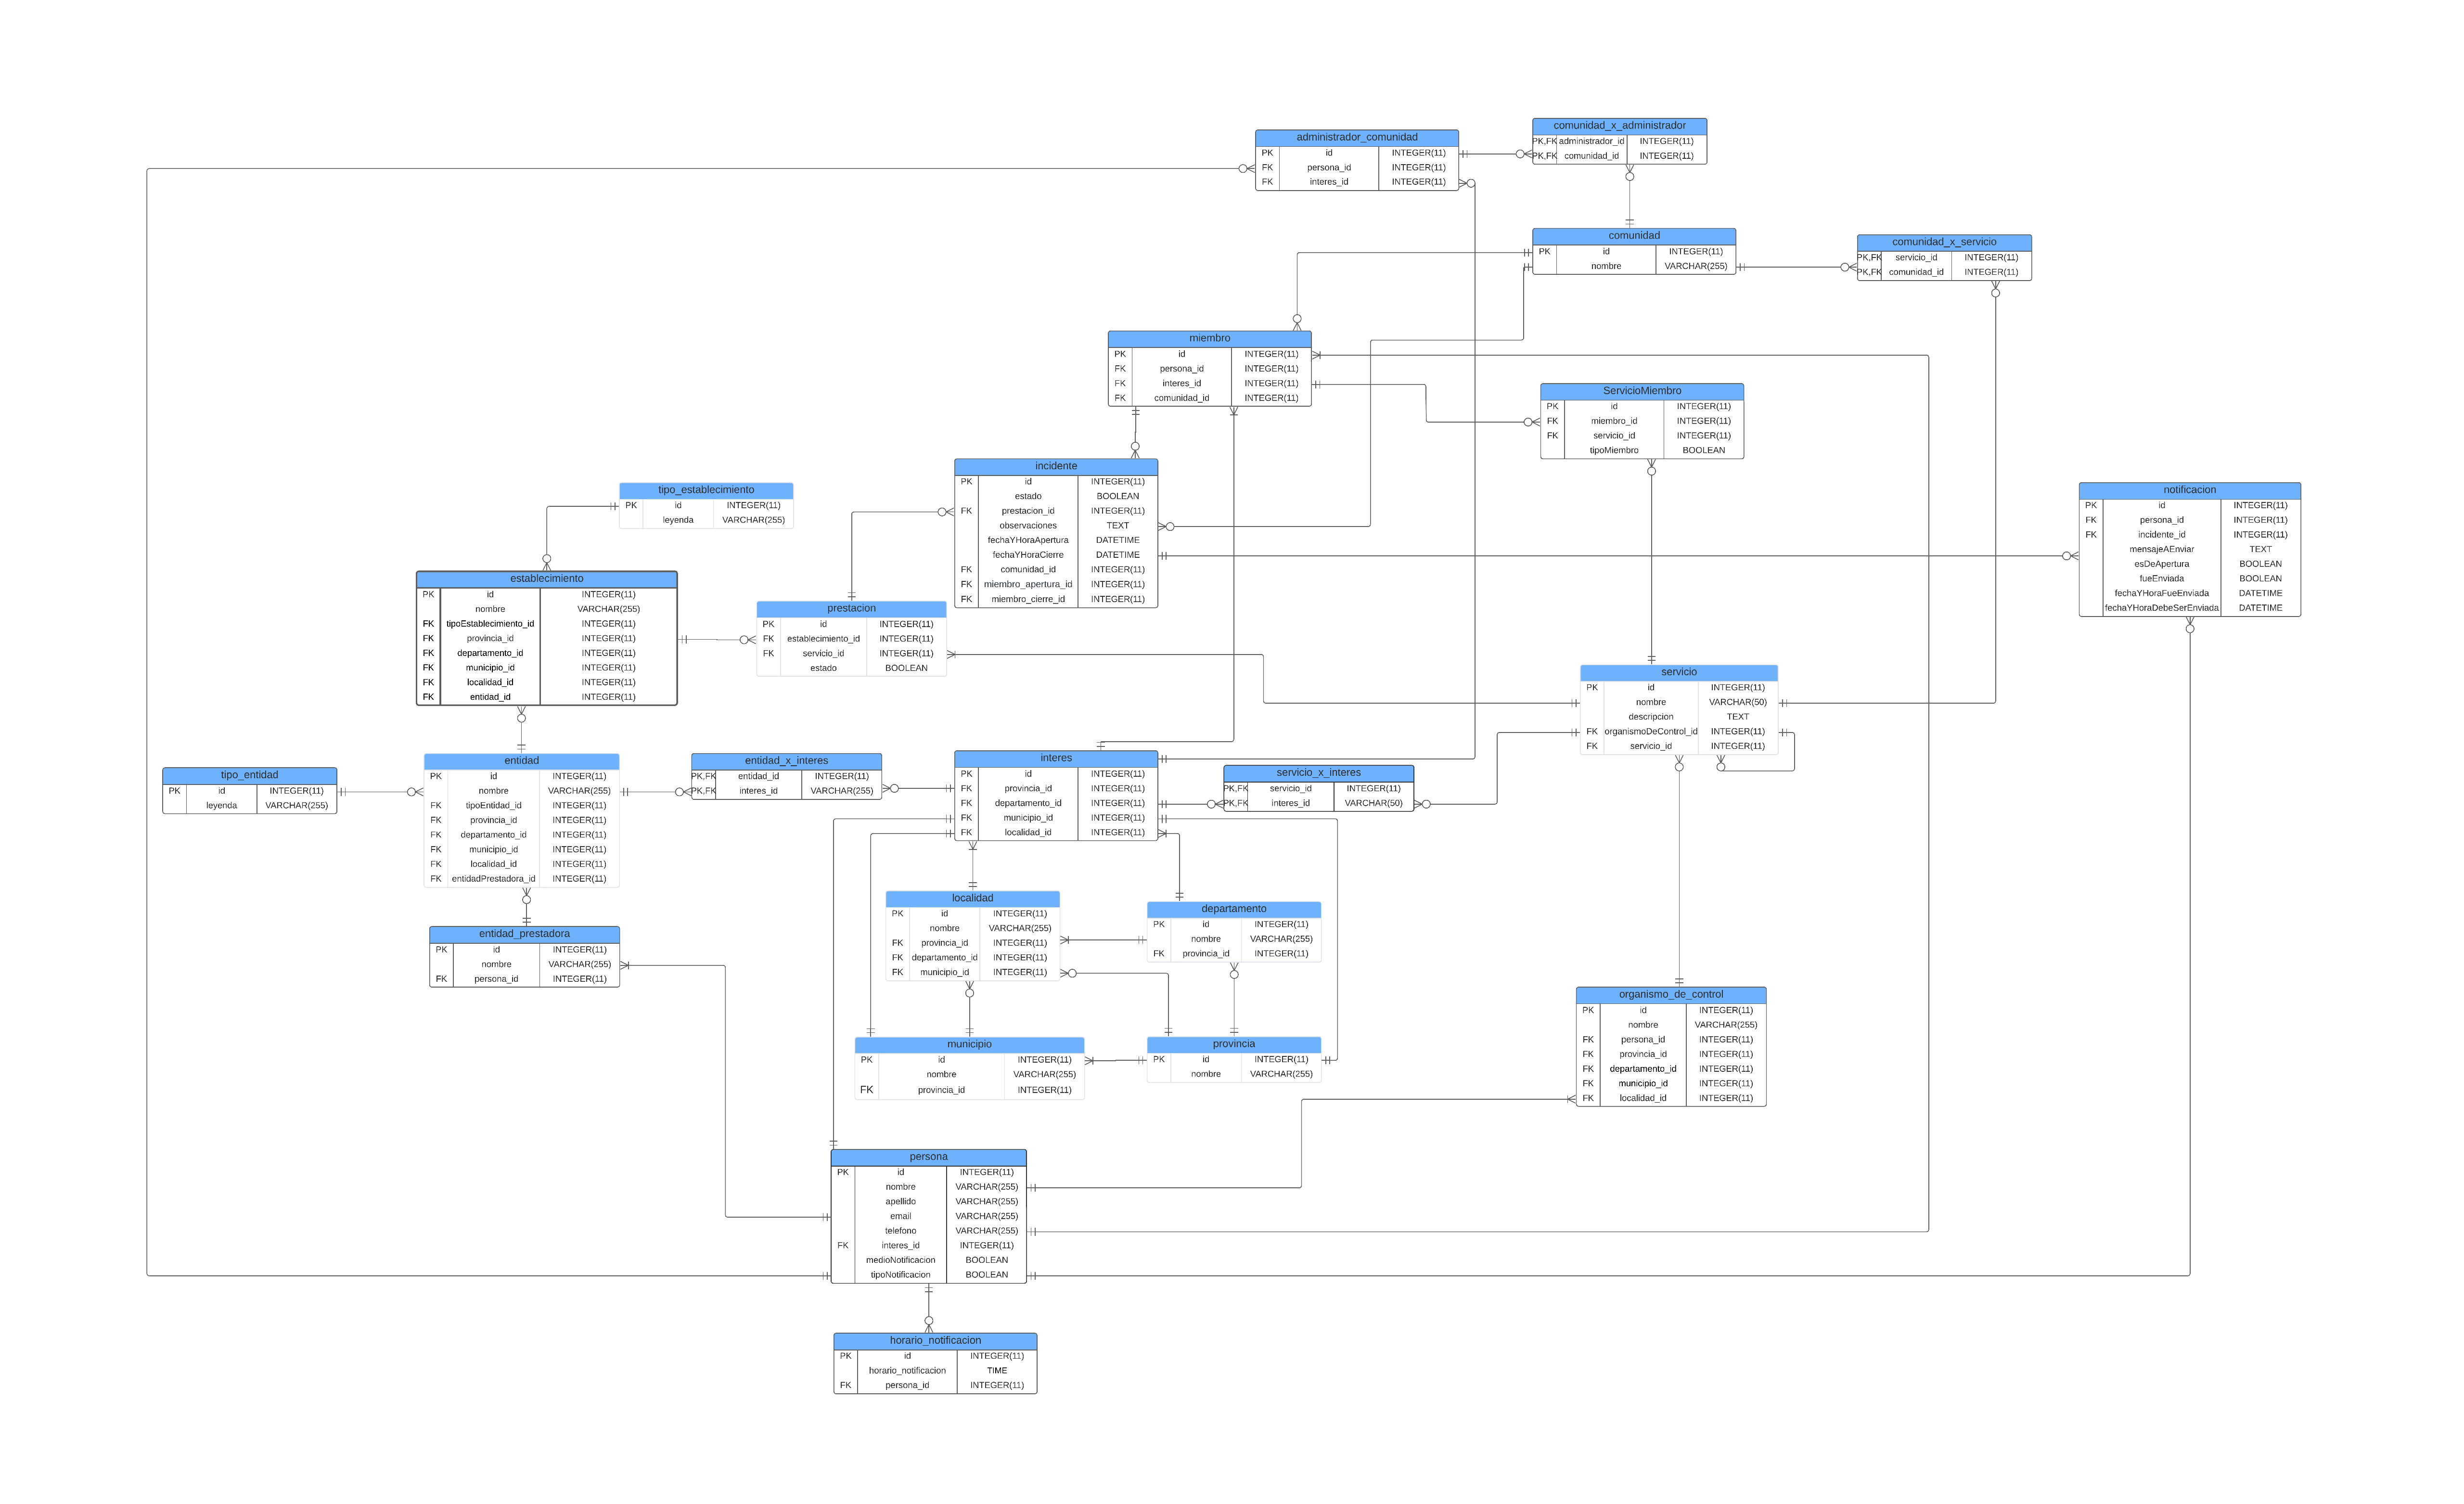 comunidad_x_administrador
PK,FK administrador_id INTEGER(11)
PK,FK comunidad_id INTEGER(11)
administrador_comunidad
PK id INTEGER(11)
FK persona_id INTEGER(11)
FK interes_id INTEGER(11)
comunidad
PK id INTEGER(11)
nombre VARCHAR(255)
comunidad_x_servicio
PK,FK servicio_id INTEGER(11)
PK,FK comunidad_id INTEGER(11)
miembro
PK id INTEGER(11)
FK persona_id INTEGER(11)
FK interes_id INTEGER(11)
FK comunidad_id INTEGER(11)
ServicioMiembro
PK id INTEGER(11)
FK miembro_id INTEGER(11)
FK servicio_id INTEGER(11)
tipoMiembro BOOLEAN
incidente
PK id INTEGER(11)
estado BOOLEAN
FK prestacion_id INTEGER(11)
observaciones TEXT
fechaYHoraApertura DATETIME
fechaYHoraCierre DATETIME
FK comunidad_id INTEGER(11)
FK miembro_apertura_id INTEGER(11)
FK miembro_cierre_id INTEGER(11)
tipo_establecimiento
PK id INTEGER(11)
leyenda VARCHAR(255)
notificacion
PK id INTEGER(11)
FK persona_id INTEGER(11)
FK incidente_id INTEGER(11)
mensajeAEnviar TEXT
esDeApertura BOOLEAN
fueEnviada BOOLEAN
fechaYHoraFueEnviada DATETIME
fechaYHoraDebeSerEnviada DATETIME
establecimiento
PK id INTEGER(11)
nombre VARCHAR(255)
FK tipoEstablecimiento_id INTEGER(11)
FK provincia_id INTEGER(11)
FK departamento_id INTEGER(11)
FK municipio_id INTEGER(11)
FK localidad_id INTEGER(11)
FK entidad_id INTEGER(11)
prestacion
PK id INTEGER(11)
FK establecimiento_id INTEGER(11)
FK servicio_id INTEGER(11)
estado BOOLEAN
servicio
PK id INTEGER(11)
nombre VARCHAR(50)
descripcion TEXT
FK organismoDeControl_id INTEGER(11)
FK servicio_id INTEGER(11)
tipo_entidad
PK id INTEGER(11)
leyenda VARCHAR(255)
entidad
PK id INTEGER(11)
nombre VARCHAR(255)
FK tipoEntidad_id INTEGER(11)
FK provincia_id INTEGER(11)
FK departamento_id INTEGER(11)
FK municipio_id INTEGER(11)
FK localidad_id INTEGER(11)
FK entidadPrestadora_id INTEGER(11)
entidad_x_interes
PK,FK entidad_id INTEGER(11)
PK,FK interes_id VARCHAR(255)
interes
PK id INTEGER(11)
FK provincia_id INTEGER(11)
FK departamento_id INTEGER(11)
FK municipio_id INTEGER(11)
FK localidad_id INTEGER(11)
servicio_x_interes
PK,FK servicio_id INTEGER(11)
PK,FK interes_id VARCHAR(50)
localidad
PK id INTEGER(11)
nombre VARCHAR(255)
FK provincia_id INTEGER(11)
FK departamento_id INTEGER(11)
FK municipio_id INTEGER(11)
departamento
PK id INTEGER(11)
nombre VARCHAR(255)
FK provincia_id INTEGER(11)
entidad_prestadora
PK id INTEGER(11)
nombre VARCHAR(255)
FK persona_id INTEGER(11)
organismo_de_control
PK id INTEGER(11)
nombre VARCHAR(255)
FK persona_id INTEGER(11)
FK provincia_id INTEGER(11)
FK departamento_id INTEGER(11)
FK municipio_id INTEGER(11)
FK localidad_id INTEGER(11)
municipio
PK id INTEGER(11)
nombre VARCHAR(255)
FK provincia_id INTEGER(11)
provincia
PK id INTEGER(11)
nombre VARCHAR(255)
persona
PK id INTEGER(11)
nombre VARCHAR(255)
apellido VARCHAR(255)
email VARCHAR(255)
telefono VARCHAR(255)
FK interes_id INTEGER(11)
medioNotificacion BOOLEAN
tipoNotificacion BOOLEAN
horario_notificacion
PK id INTEGER(11)
horario_notificacion TIME
FK persona_id INTEGER(11)